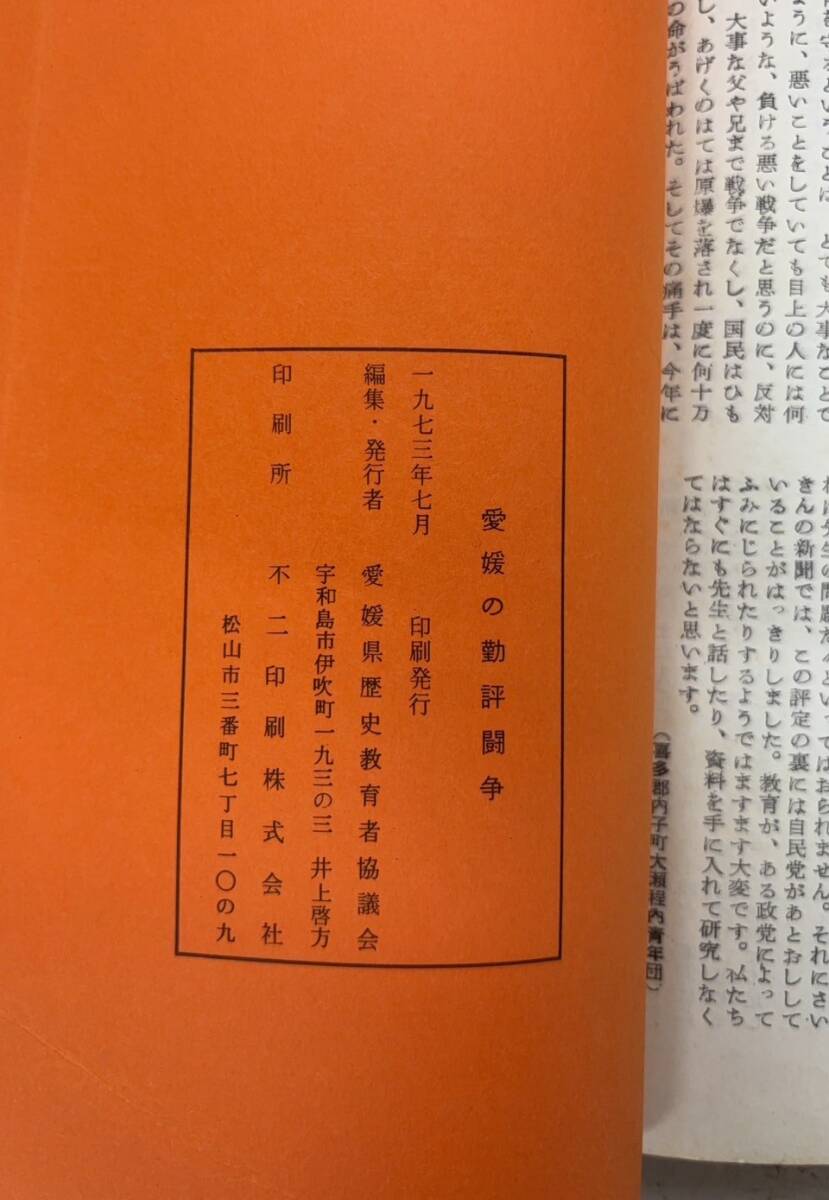 とても大事なことで
ように、悪いことをしていても目上の人には何
いような、負ける悪い戦争だと思うのに、反対
大事な父や兄まで戦争でなくし、国民はひも
し、あげくのはては原爆を落され一度に何十万
の命がうばわれた。そしてその痛手は、今年に
はおられません。それにさい
きんの新聞では、この評定の裏には自民党があとおしして
いることがはっきりしました。教育が、ある政党によって
ふみにじられたりするようではますます大変です。私たち
はすぐにも先生と話したり、資料を手に入れて研究しなく
てはならないと思います。
(喜多郡内子町大瀬程内青年団)
愛媛の勤評闘争
一九七三年七月 印刷発行
編集・発行者 愛媛県歴史教育者協議会
宇和島市伊吹町一九三の三 井上啓方
印刷所 不二印刷株式会社
松山市三番町七丁目一〇の九